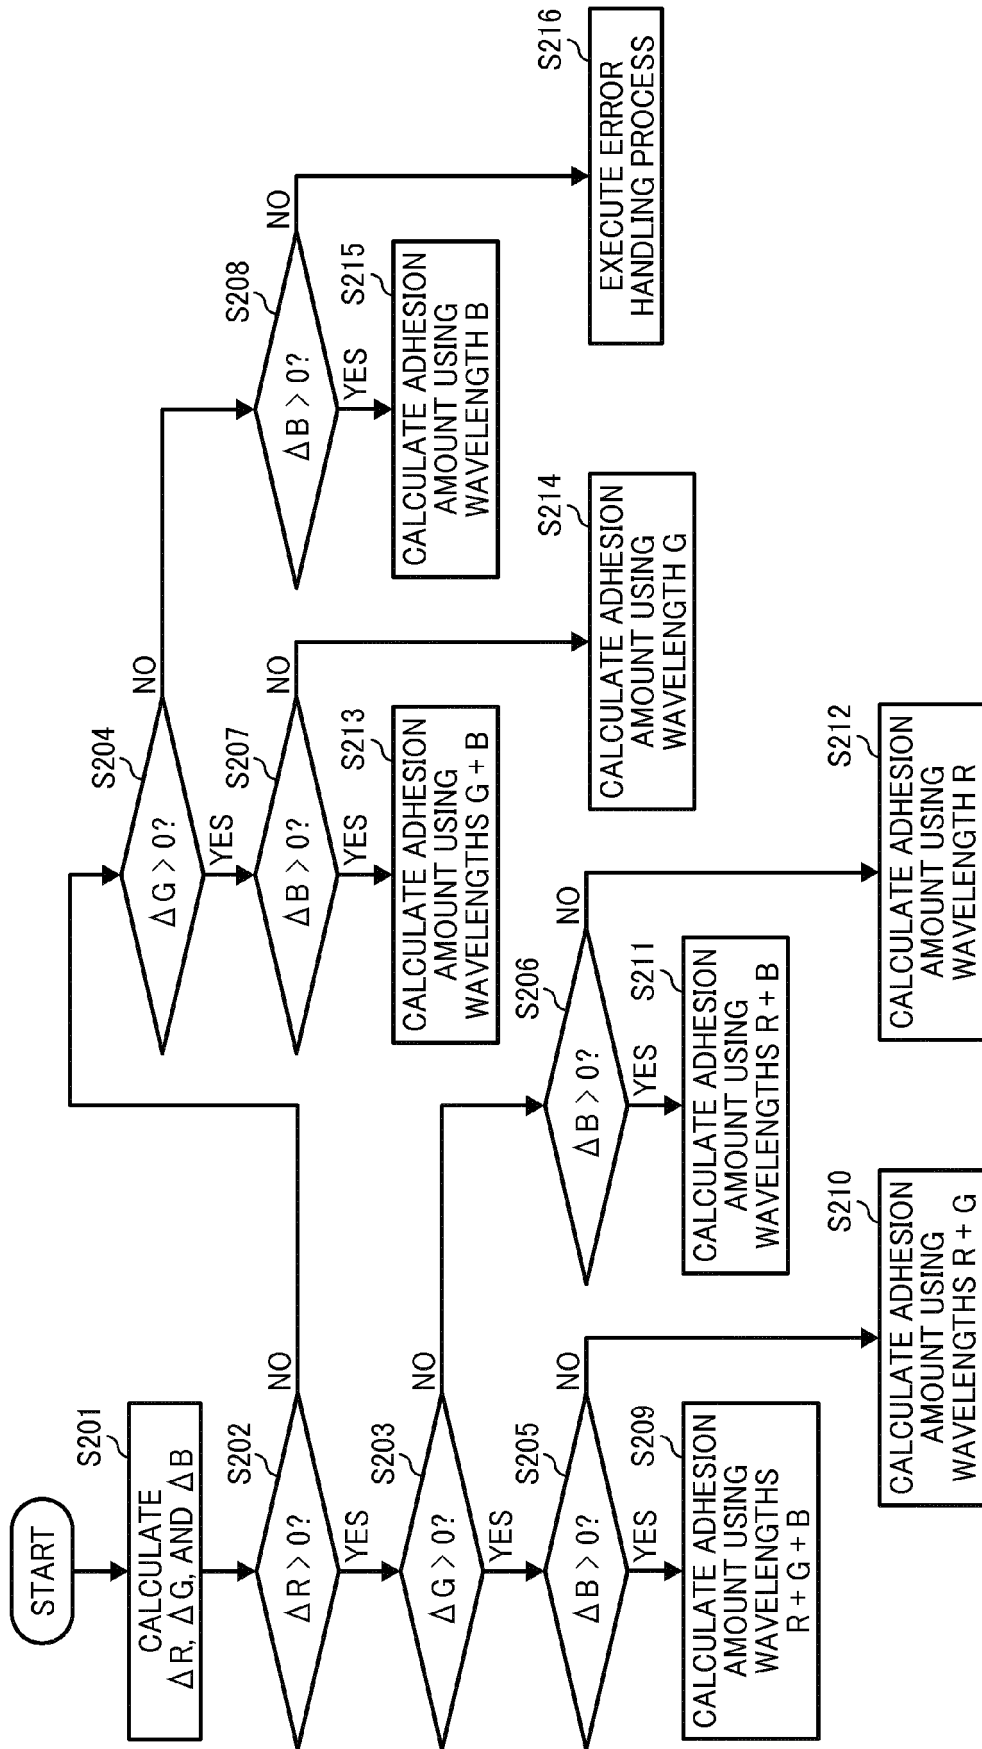 START
S201
CALCULATE
ΔR, ΔG, AND ΔB
S202
ΔR > 0?
NO
YES
S203
ΔG > 0?
NO
YES
S204
ΔG > 0?
NO
YES
S205
ΔB > 0?
NO
YES
S206
ΔB > 0?
NO
YES
S207
ΔB > 0?
NO
YES
S208
ΔB > 0?
NO
YES
S209
CALCULATE ADHESION
AMOUNT USING
WAVELENGTHS
R + G + B
S210
CALCULATE ADHESION
AMOUNT USING
WAVELENGTHS R + G
S211
CALCULATE ADHESION
AMOUNT USING
WAVELENGTHS R + B
S212
CALCULATE ADHESION
AMOUNT USING
WAVELENGTH R
S213
CALCULATE ADHESION
AMOUNT USING
WAVELENGTHS G + B
S214
CALCULATE ADHESION
AMOUNT USING
WAVELENGTH G
S215
CALCULATE ADHESION
AMOUNT USING
WAVELENGTH B
S216
EXECUTE ERROR
HANDLING PROCESS